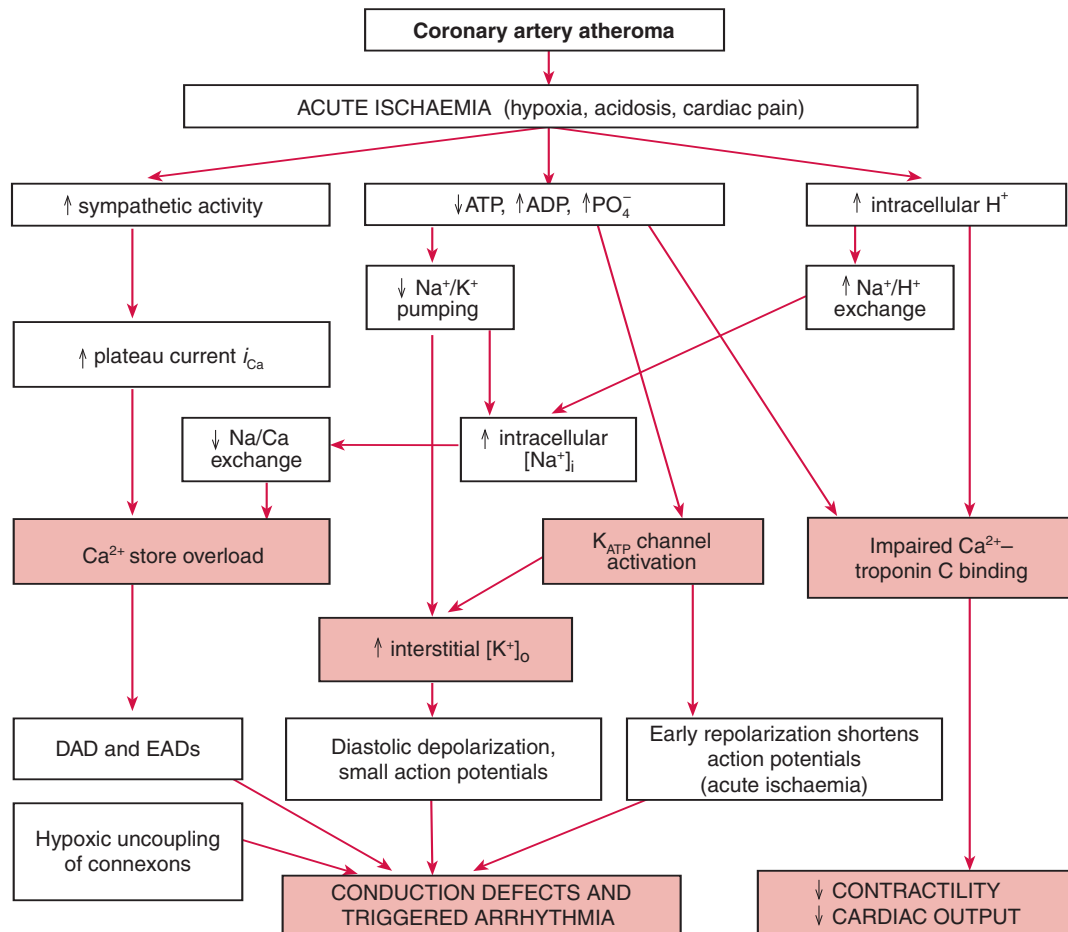 Coronary artery atheroma
ACUTE ISCHAEMIA (hypoxia, acidosis, cardiac pain)
↑ sympathetic activity
↓ATP, ↑ADP, ↑PO₄⁻
↑ intracellular H⁺
↓ Na⁺/K⁺
pumping
↑ Na⁺/H⁺
exchange
↑ plateau current i_Ca
↓ Na/Ca
exchange
↑ intracellular
[Na⁺]ᵢ
Ca²⁺ store overload
K_ATP channel
activation
Impaired Ca²⁺–
troponin C binding
↑ interstitial [K⁺]ₒ
DAD and EADs
Diastolic depolarization,
small action potentials
Early repolarization shortens
action potentials
(acute ischaemia)
Hypoxic uncoupling
of connexons
CONDUCTION DEFECTS AND
TRIGGERED ARRHYTHMIA
↓ CONTRACTILITY
↓ CARDIAC OUTPUT